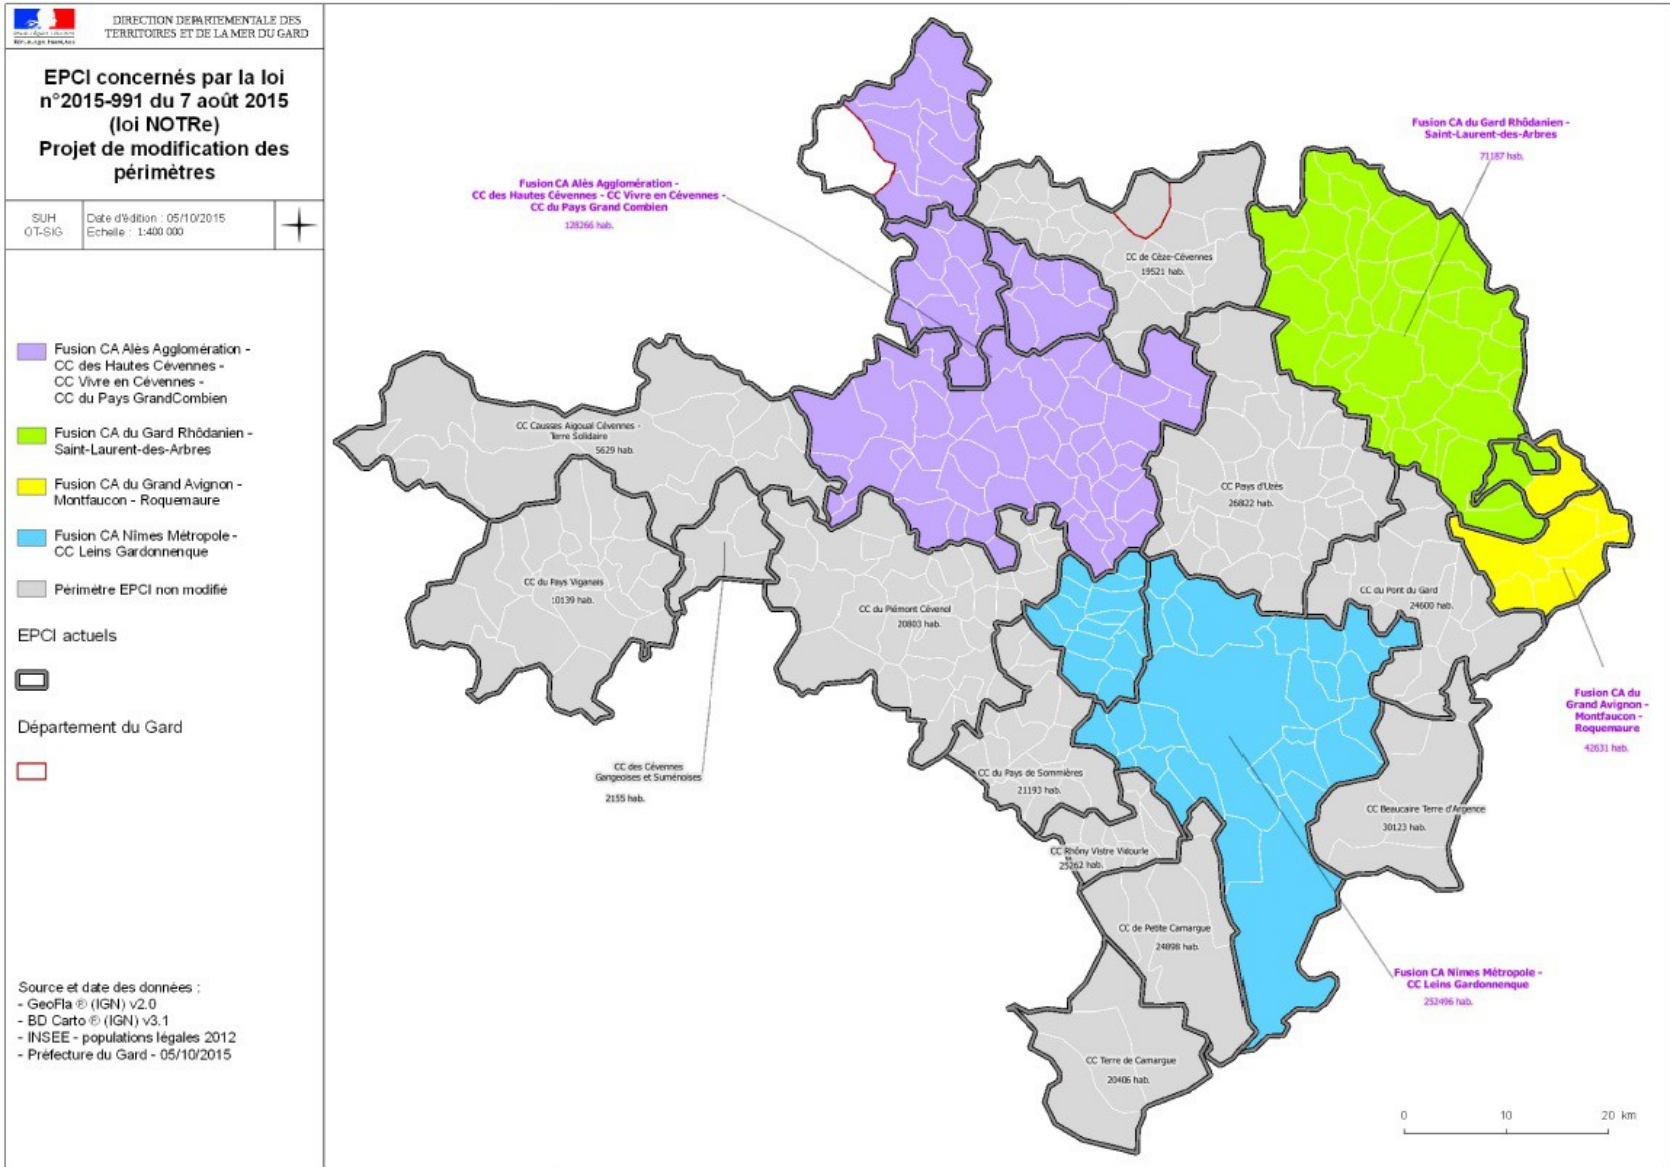 DIRECTION DEPARTEMENTALE DES
TERRITOIRES ET DE LA MER DU GARD
EPCI concernés par la loi
n°2015-991 du 7 août 2015
(loi NOTRe)
Projet de modification des
périmètres
SUH
OT-SIG
Date d'édition : 05/10/2015
Echelle : 1:400 000
Fusion CA Alès Agglomération -
CC des Hautes Cévennes -
CC Vivre en Cévennes -
CC du Pays GrandCombien
Fusion CA du Gard Rhôdanien -
Saint-Laurent-des-Arbres
Fusion CA du Grand Avignon -
Montfaucon - Roquemaure
Fusion CA Nîmes Métropole -
CC Leins Gardonnenque
Périmètre EPCI non modifié
EPCI actuels
Département du Gard
Source et date des données :
- GeoFla ® (IGN) v2.0
- BD Carto ® (IGN) v3.1
- INSEE - populations légales 2012
- Préfecture du Gard - 05/10/2015
Fusion CA Alès Agglomération -
CC des Hautes Cévennes - CC Vivre en Cévennes -
CC du Pays Grand Combien
128266 hab.
Fusion CA du Gard Rhôdanien -
Saint-Laurent-des-Arbres
71187 hab.
CC de Cèze-Cévennes
19521 hab.
CC Causses Aigoual Cévennes -
Terre Solidaire
5629 hab.
CC Pays d'Uzès
26822 hab.
CC du Pays Viganais
10139 hab.
CC du Piémont Cévenol
20803 hab.
CC du Pont du Gard
24600 hab.
Fusion CA du
Grand Avignon -
Montfaucon -
Roquemaure
42631 hab.
CC des Cévennes
Gangeoises et Suménoises
2155 hab.
CC du Pays de Sommières
21193 hab.
CC Beaucaire Terre d'Argence
30123 hab.
CC Rhôny Vistre Vidourle
25262 hab.
CC de Petite Camargue
24898 hab.
Fusion CA Nîmes Métropole -
CC Leins Gardonnenque
252496 hab.
CC Terre de Camargue
20406 hab.
0 10 20 km